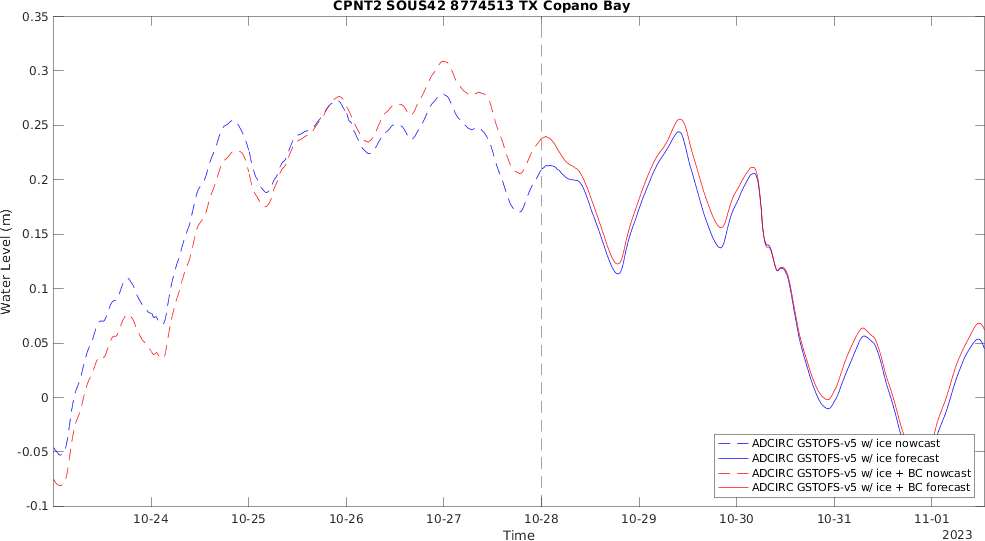 CPNT2 SOUS42 8774513 TX Copano Bay
0.35
0.3
0.25
0.2
0.15
0.1
0.05
0
-0.05
-0.1
Water Level (m)
ADCIRC GSTOFS-v5 w/ ice nowcast
ADCIRC GSTOFS-v5 w/ ice forecast
ADCIRC GSTOFS-v5 w/ ice + BC nowcast
ADCIRC GSTOFS-v5 w/ ice + BC forecast
10-24 10-25 10-26 10-27 10-28 10-29 10-30 10-31 11-01
Time
2023